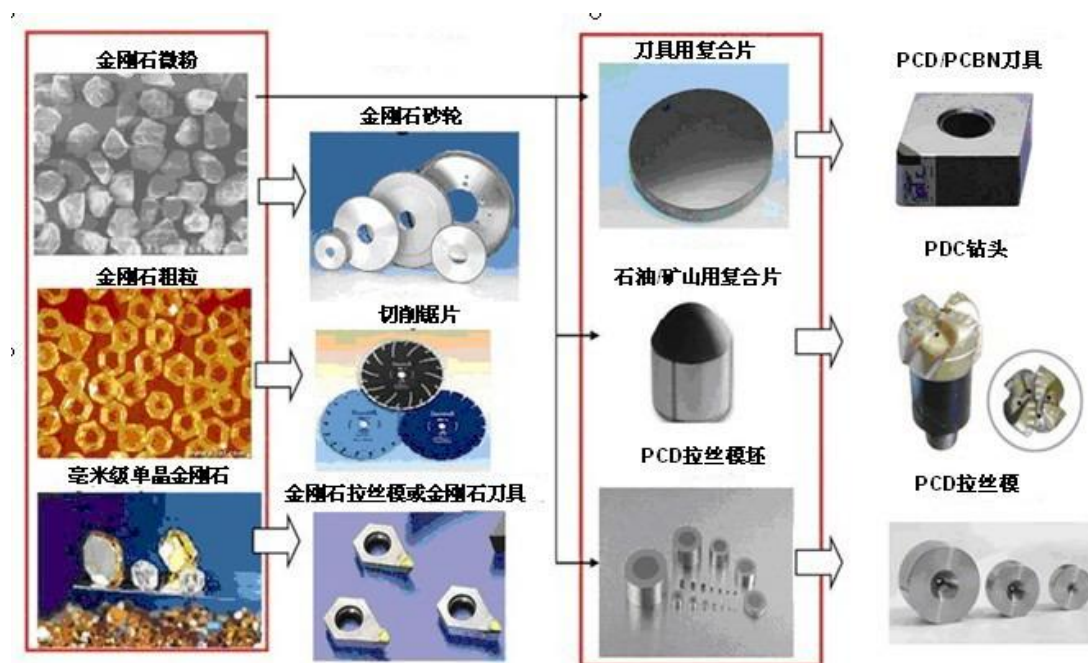 金刚石微粉
刀具用复合片
PCD/PCBN刀具
金刚石砂轮
PDC钻头
金刚石粗粒
石油/矿山用复合片
切削锯片
毫米级单晶金刚石
PCD拉丝模坯
PCD拉丝模
金刚石拉丝模或金刚石刀具